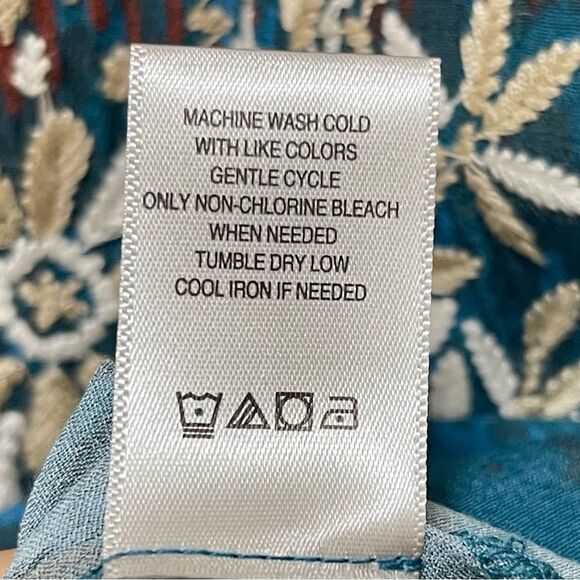 MACHINE WASH COLD
WITH LIKE COLORS
GENTLE CYCLE
ONLY NON-CHLORINE BLEACH
WHEN NEEDED
TUMBLE DRY LOW
COOL IRON IF NEEDED